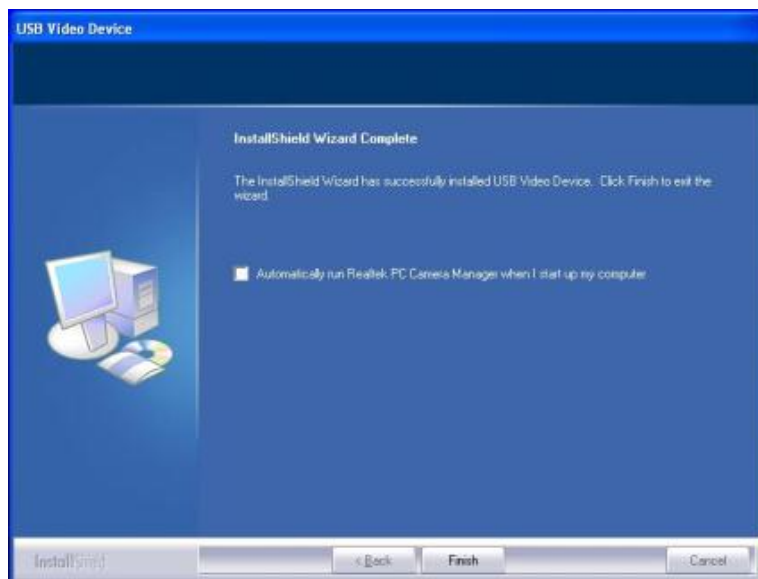 USB Video Device
InstallShield Wizard Complete
The InstallShield Wizard has successfully installed USB Video Device. Click Finish to exit the
wizard.
Automatically run Realtek PC Camera Manager when I start up my computer
InstallShield
< Back
Finish
Cancel